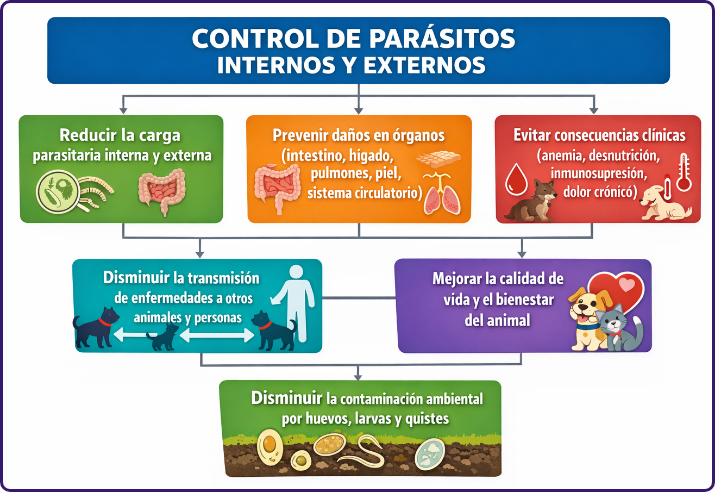 CONTROL DE PARÁSITOS
INTERNOS Y EXTERNOS
Reducir la carga
parasitaria interna y externa
Prevenir daños en órganos
(intestino, hígado,
pulmones, piel,
sistema circulatorio)
Evitar consecuencias clínicas
(anemia, desnutrición,
inmunosupresión,
dolor crónicó)
Disminuir la transmisión
de enfermedades a otros
animales y personas
Mejorar la calidad de
vida y el bienestar
del animal
Disminuir la contaminación ambiental
por huevos, larvas y quistes